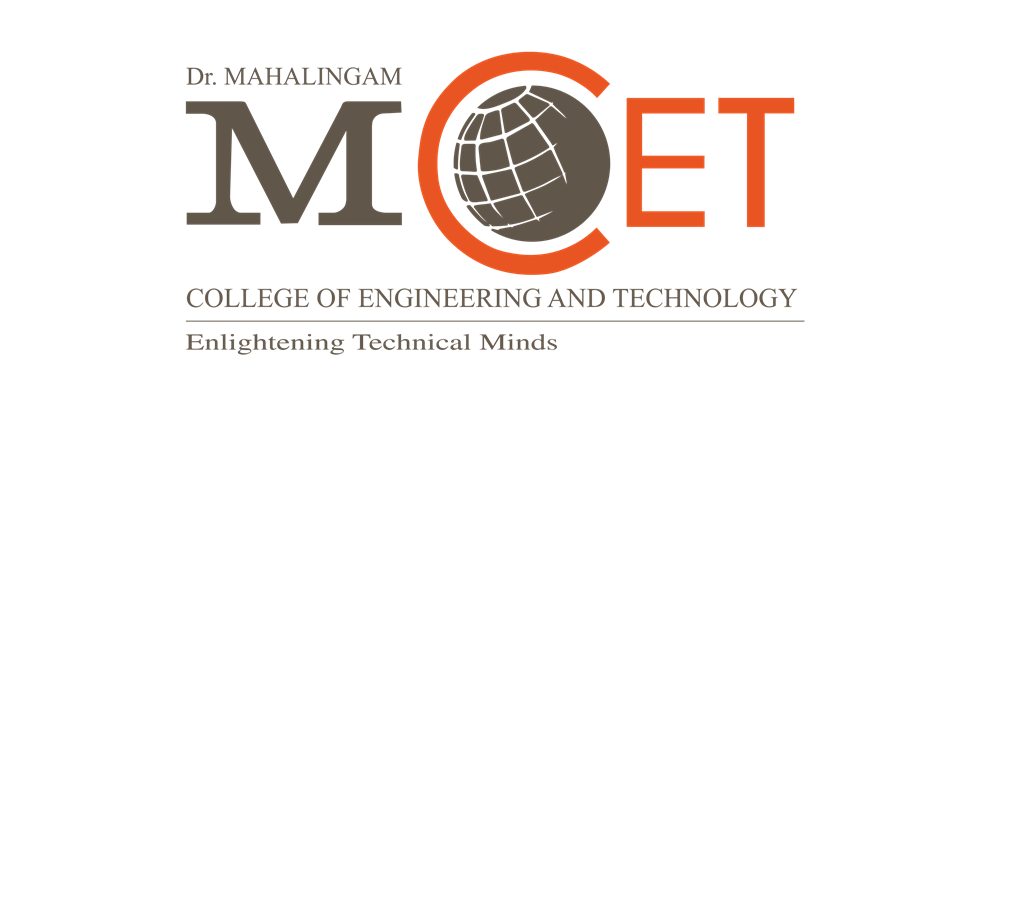 Dr. MAHALINGAM
MCET
COLLEGE OF ENGINEERING AND TECHNOLOGY
Enlightening Technical Minds